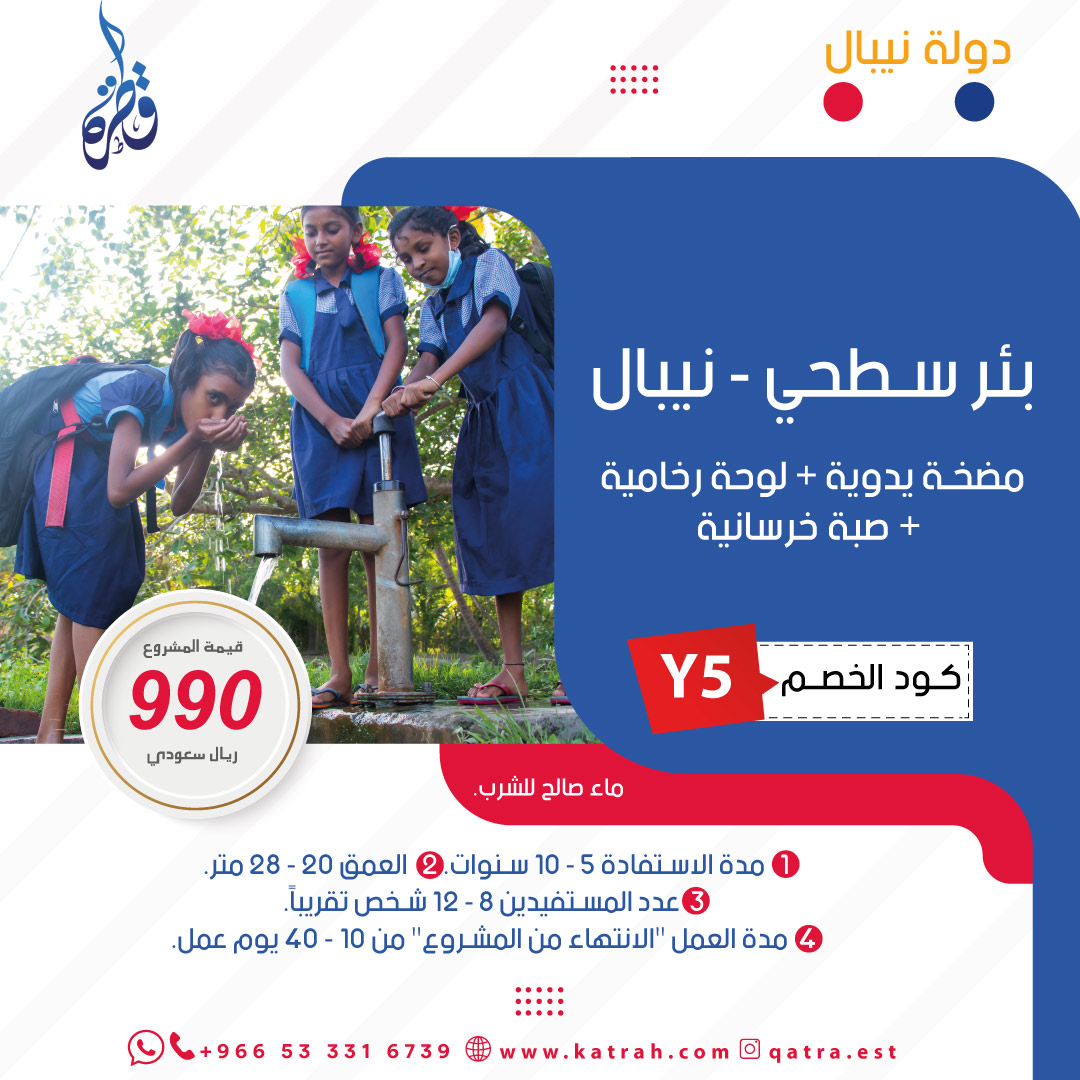 قطرة
دولة نيبال
بئر سطحي - نيبال
مضخة يدوية + لوحة رخامية
+ صبة خرسانية
كود الخصم Y5
قيمة المشروع
990
ريال سعودي
ماء صالح للشرب.
1 مدة الاستفادة 5 - 10 سنوات. 2 العمق 20 - 28 متر.
3 عدد المستفيدين 8 - 12 شخص تقريباً.
4 مدة العمل "الانتهاء من المشروع" من 10 - 40 يوم عمل.
+966 53 331 6739 www.katrah.com qatra.est